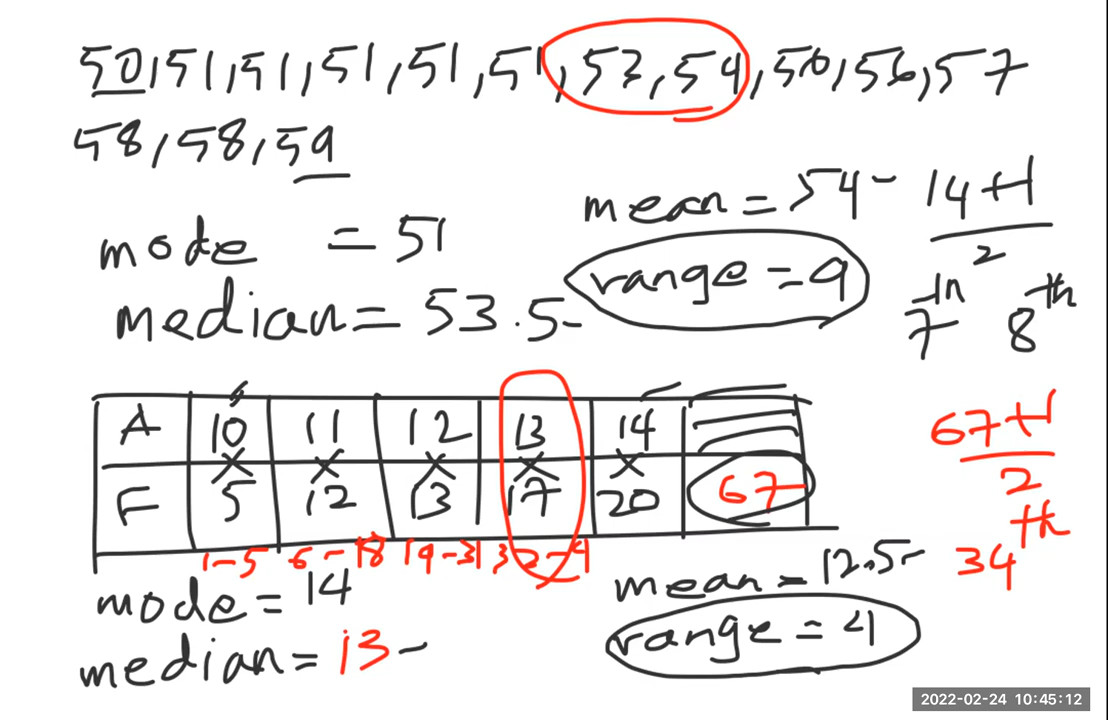 50,51,51,51,51,51,53,54,56,56,57
58,58,59
mode = 51
mean = 54
14+1
2
range = 9
7th 8th
median = 53.5
A 10 11 12 13 14
F 5 12 13 17 20 67
1-5 6-18 19-31
67+1
2
34th
mode = 14
mean = 12.5
median = 13
range = 4
2022-02-24 10:45:12